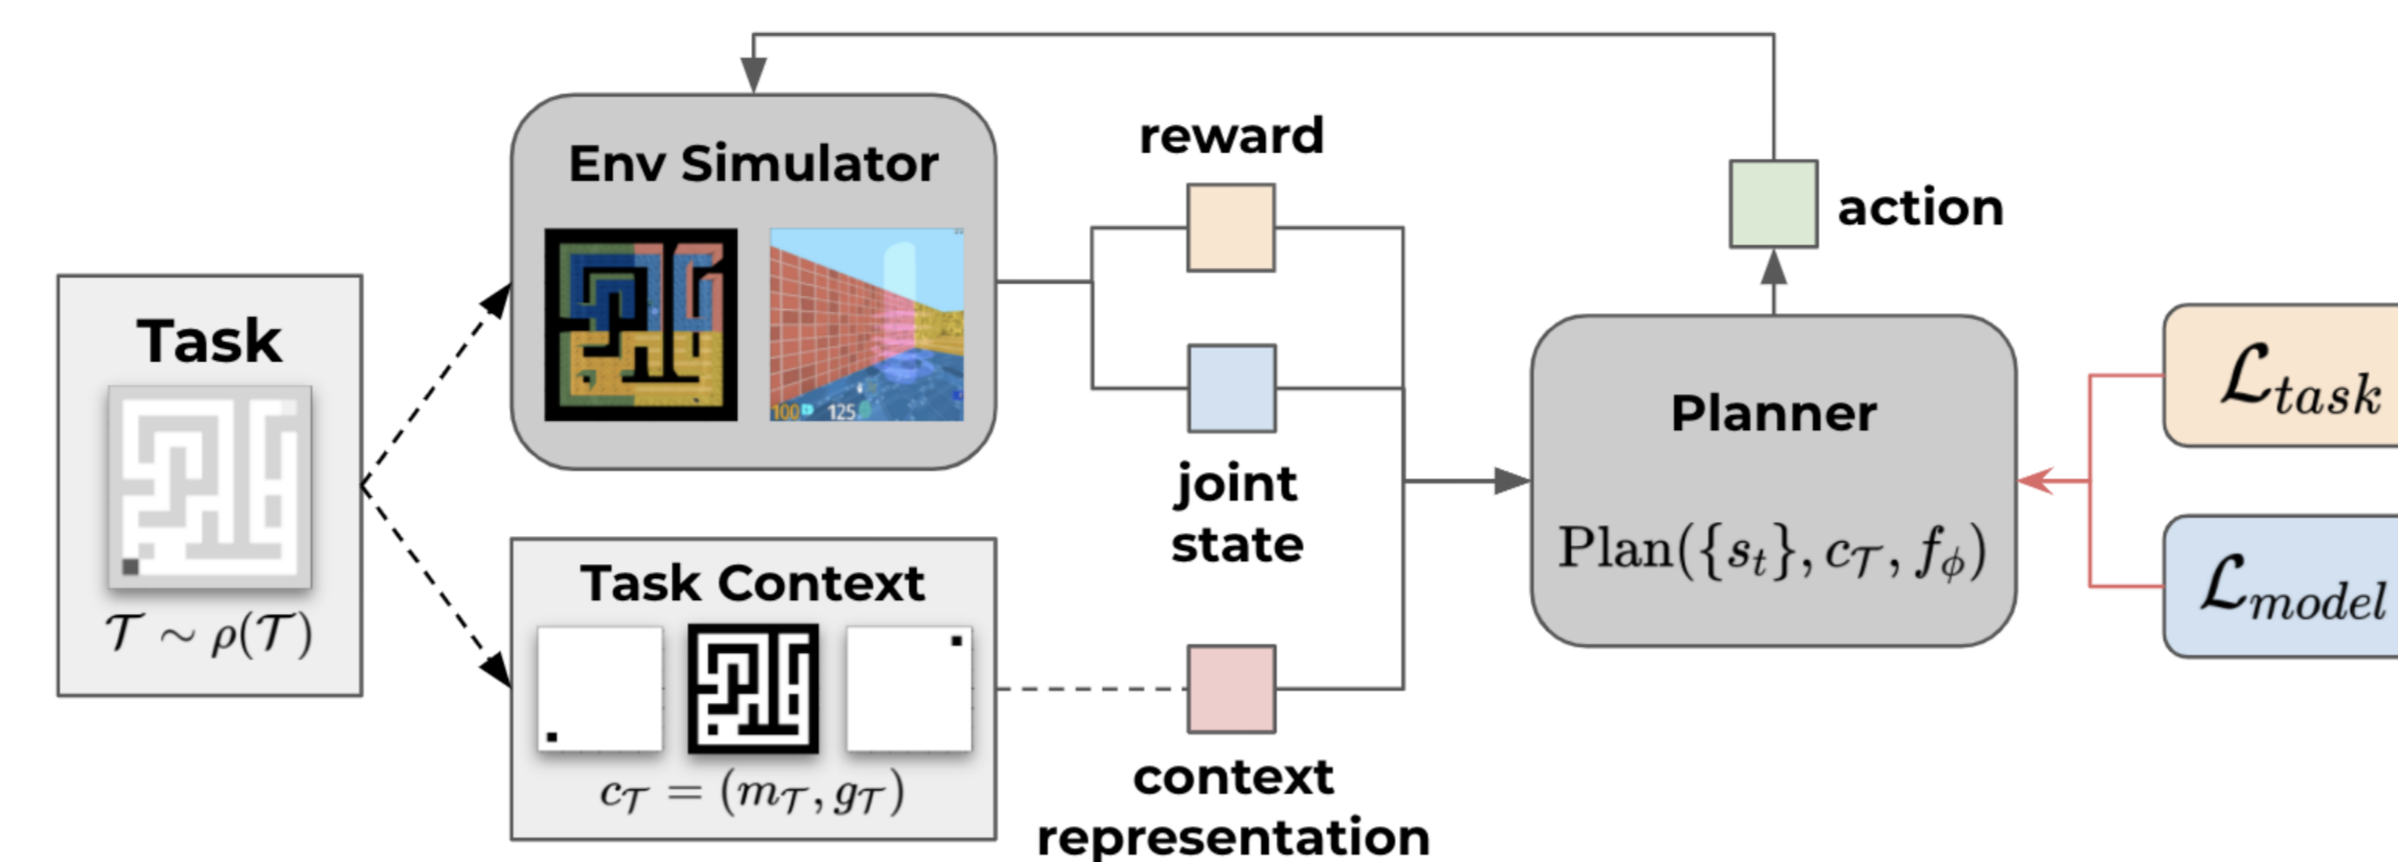 Task
𝒯 ∼ ρ(𝒯)
Env Simulator
100
125
Task Context
c_𝒯 = (m_𝒯, g_𝒯)
reward
joint
state
context
representation
action
Planner
Plan({s_t}, c_𝒯, f_ϕ)
ℒ_task
ℒ_model